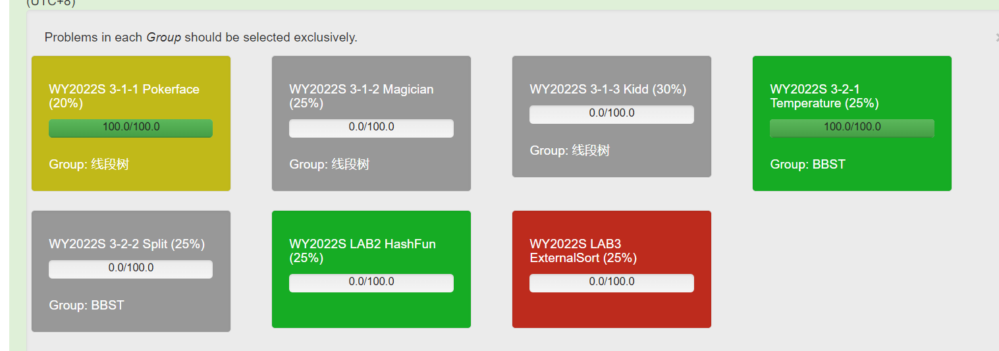 (UTC+8)
Problems in each Group should be selected exclusively.
WY2022S 3-1-1 Pokerface
(20%)
100.0/100.0
Group: 线段树
WY2022S 3-1-2 Magician
(25%)
0.0/100.0
Group: 线段树
WY2022S 3-1-3 Kidd (30%)
0.0/100.0
Group: 线段树
WY2022S 3-2-1
Temperature (25%)
100.0/100.0
Group: BBST
WY2022S 3-2-2 Split (25%)
0.0/100.0
Group: BBST
WY2022S LAB2 HashFun
(25%)
0.0/100.0
WY2022S LAB3
ExternalSort (25%)
0.0/100.0